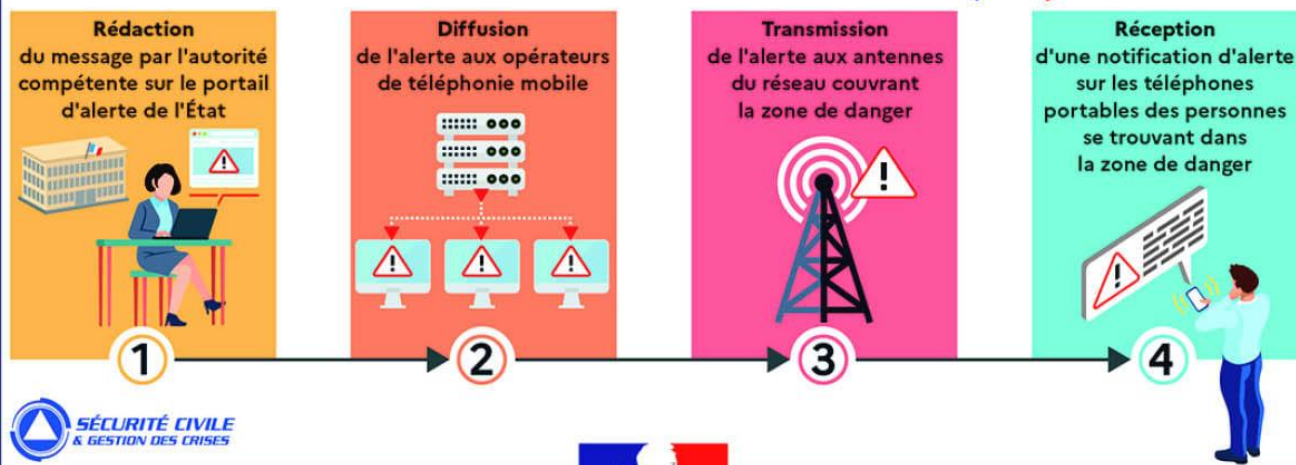 Rédaction
du message par l'autorité
compétente sur le portail
d'alerte de l'État
1
Diffusion
de l'alerte aux opérateurs
de téléphonie mobile
2
Transmission
de l'alerte aux antennes
du réseau couvrant
la zone de danger
3
Réception
d'une notification d'alerte
sur les téléphones
portables des personnes
se trouvant dans
la zone de danger
4
SÉCURITÉ CIVILE
& GESTION DES CRISES